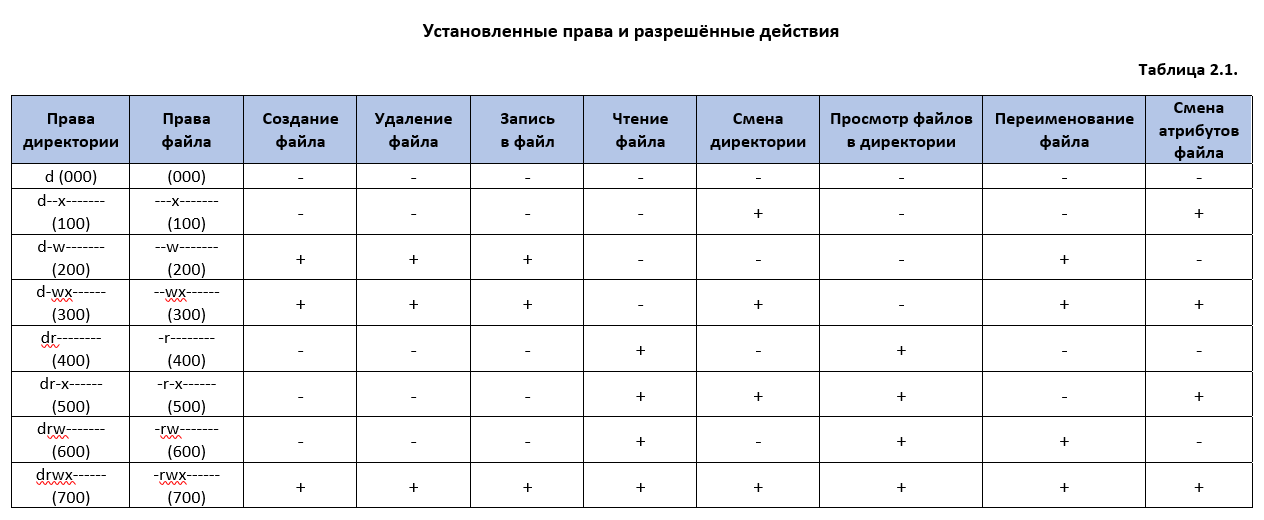 Установленные права и разрешённые действия
Таблица 2.1.
Права директории | Права файла | Создание файла | Удаление файла | Запись в файл | Чтение файла | Смена директории | Просмотр файлов в директории | Переименование файла | Смена атрибутов файла
d (000) | (000) | - | - | - | - | - | - | - | -
d--x------- (100) | ---x------- (100) | - | - | - | - | + | - | - | +
d-w------- (200) | --w------- (200) | + | + | + | - | - | - | + | -
d-wx------ (300) | --wx------ (300) | + | + | + | - | + | - | + | +
dr-------- (400) | -r-------- (400) | - | - | - | + | - | + | - | -
dr-x------ (500) | -r-x------ (500) | - | - | - | + | + | + | - | +
drw------- (600) | -rw------- (600) | - | - | - | + | - | + | + | -
drwx------ (700) | -rwx------ (700) | + | + | + | + | + | + | + | +